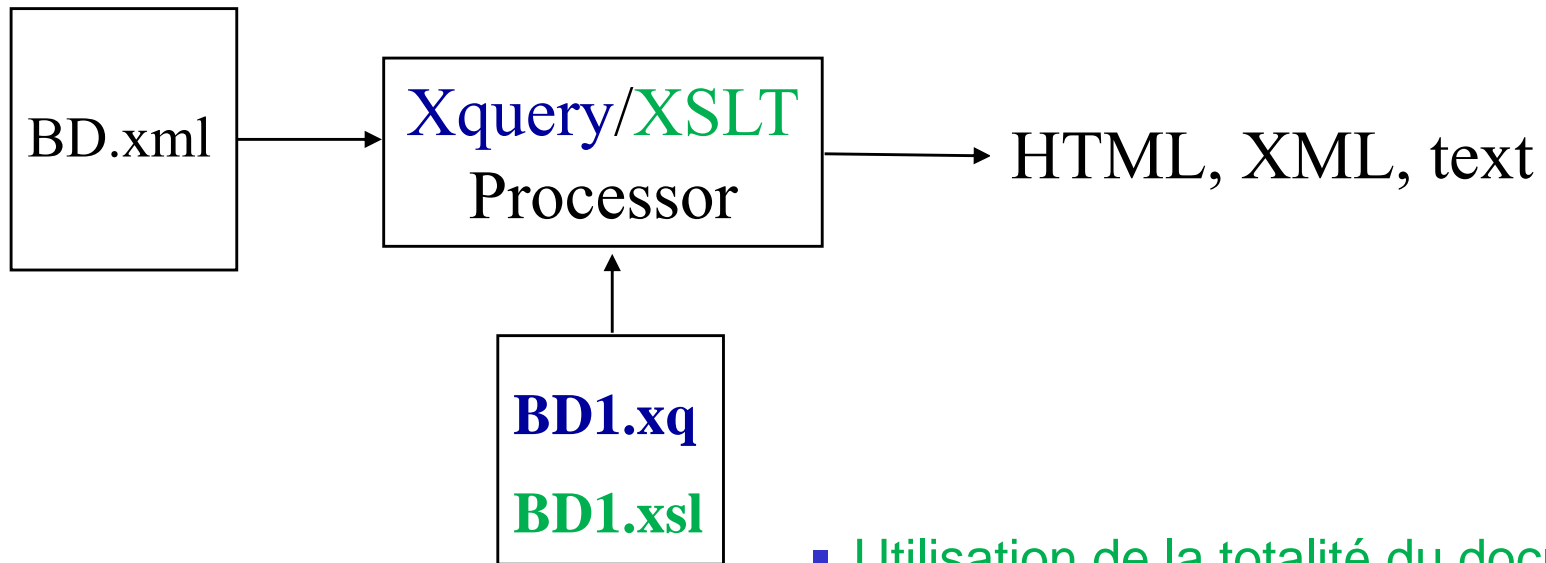 BD.xml
Xquery/XSLT
Processor
HTML, XML, text
BD1.xq
BD1.xsl
Utilisation de la totalité du